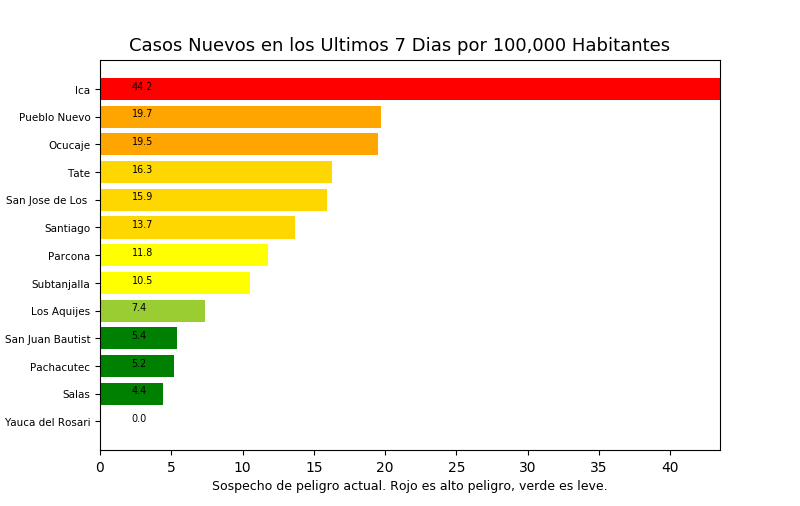 Casos Nuevos en los Ultimos 7 Dias por 100,000 Habitantes
Ica 44.2
Pueblo Nuevo 19.7
Ocucaje 19.5
Tate 16.3
San Jose de Los 15.9
Santiago 13.7
Parcona 11.8
Subtanjalla 10.5
Los Aquijes 7.4
San Juan Bautist 5.4
Pachacutec 5.2
Salas 4.4
Yauca del Rosari 0.0
0 5 10 15 20 25 30 35 40
Sospecho de peligro actual. Rojo es alto peligro, verde es leve.